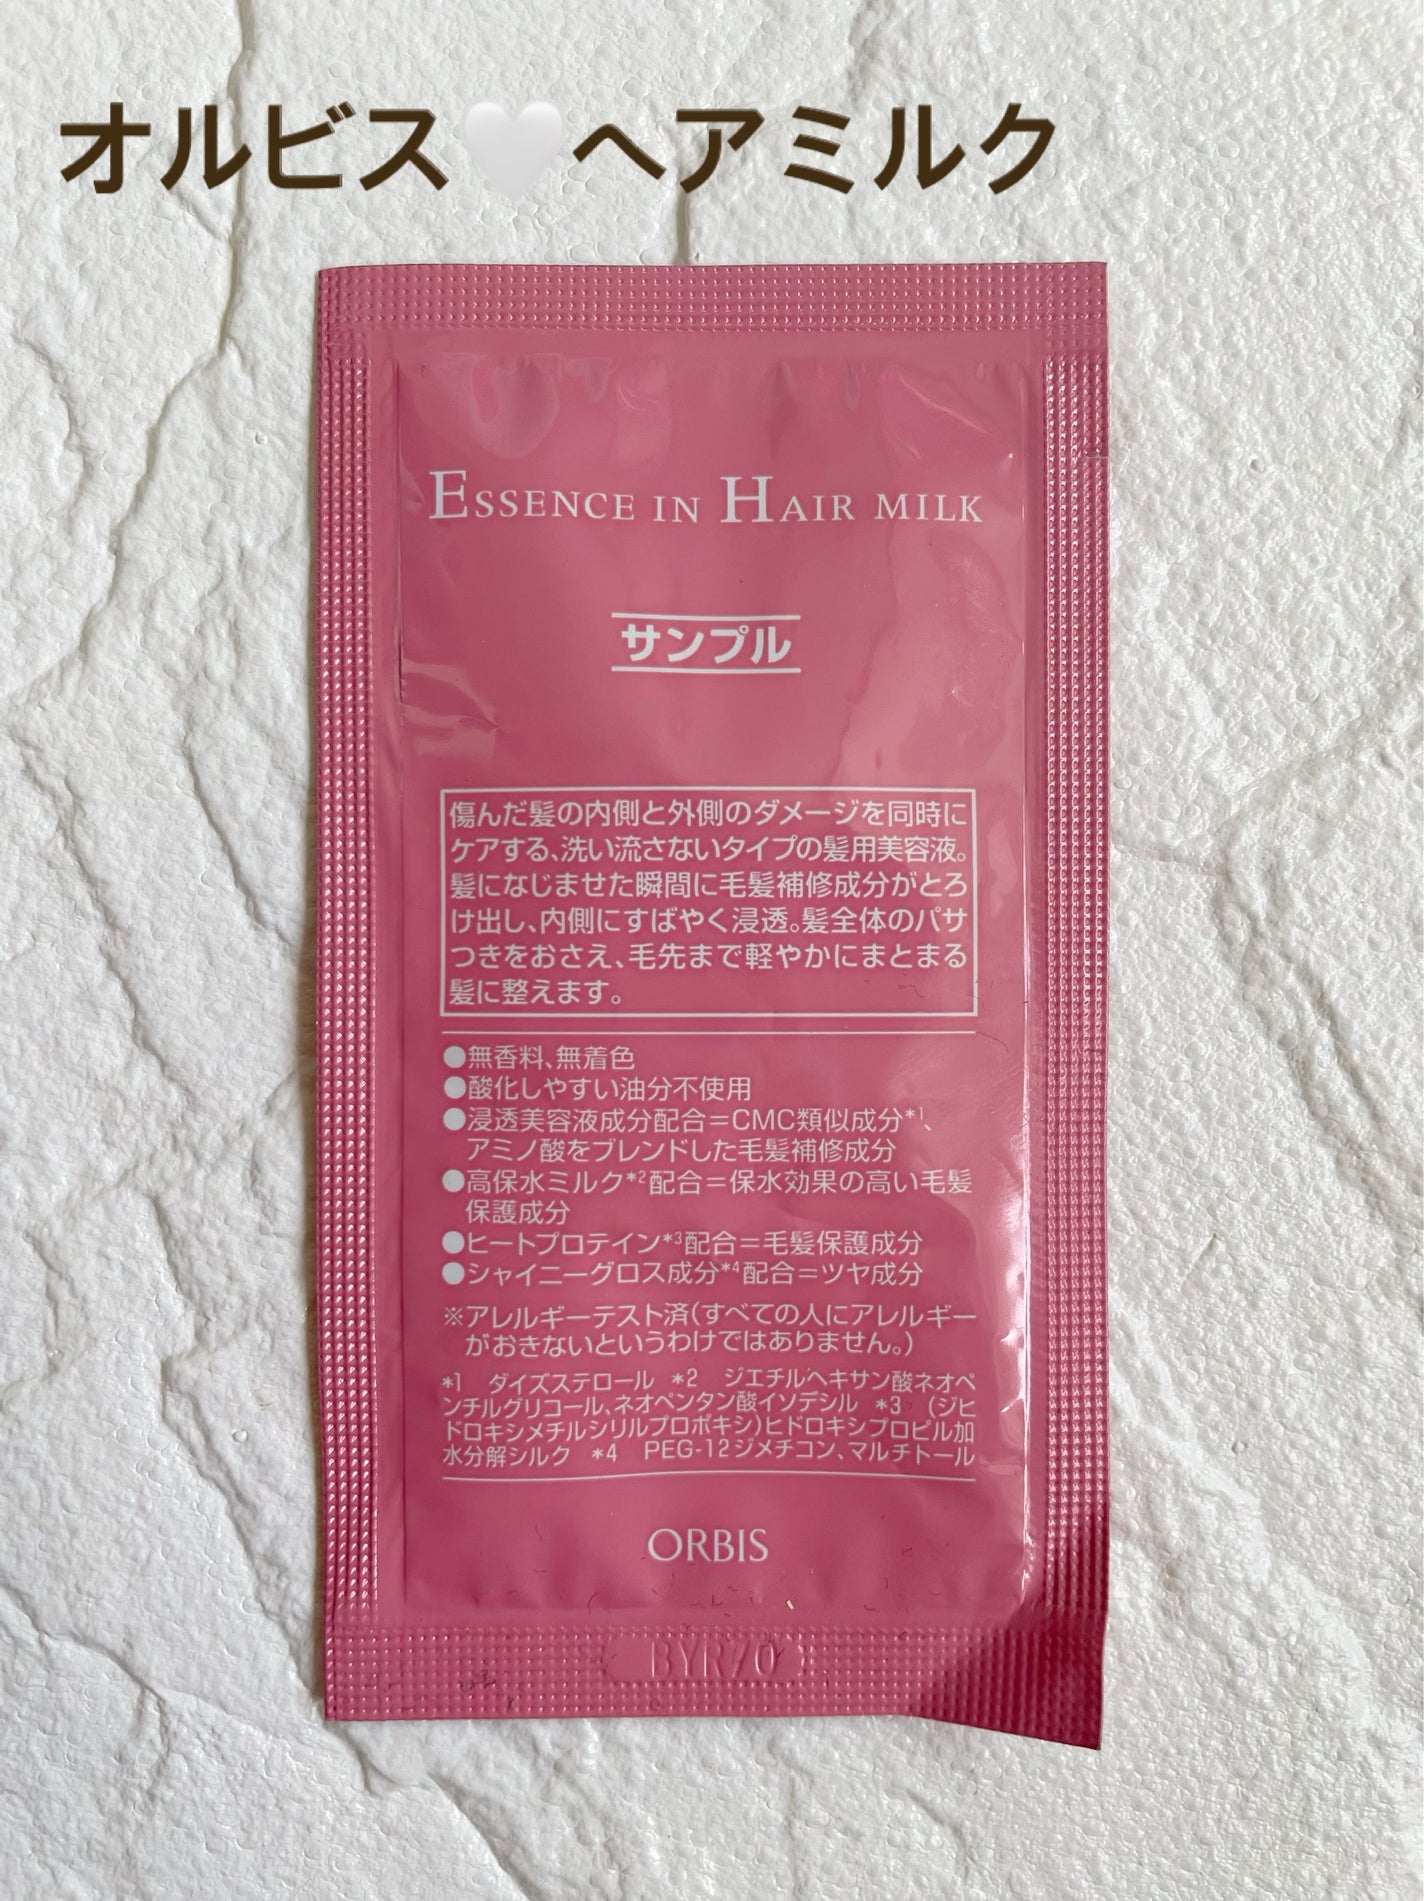 オルビス🤍ヘアミルク
ESSENCE IN HAIR MILK
サンプル
傷んだ髪の内側と外側のダメージを同時に
ケアする、洗い流さないタイプの髪用美容液。
髪になじませた瞬間に毛髪補修成分がとろ
け出し、内側にすばやく浸透。髪全体のパサ
つきをおさえ、毛先まで軽やかにまとまる
髪に整えます。
●無香料、無着色
●酸化しやすい油分不使用
●浸透美容液成分配合=CMC類似成分*1、
アミノ酸をブレンドした毛髪補修成分
●高保水ミルク*2配合=保水効果の高い毛髪
保護成分
●ヒートプロテイン*3配合=毛髪保護成分
●シャイニーグロス成分*4配合=ツヤ成分
※アレルギーテスト済(すべての人にアレルギー
がおきないというわけではありません。)
*1 ダイズステロール *2 ジエチルヘキサン酸ネオペ
ンチルグリコール、ネオペンタン酸イソデシル *3 (ジヒ
ドロキシメチルシリルプロポキシ)ヒドロキシプロピル加
水分解シルク *4 PEG-12ジメチコン、マルチトール
ORBIS
BYR70